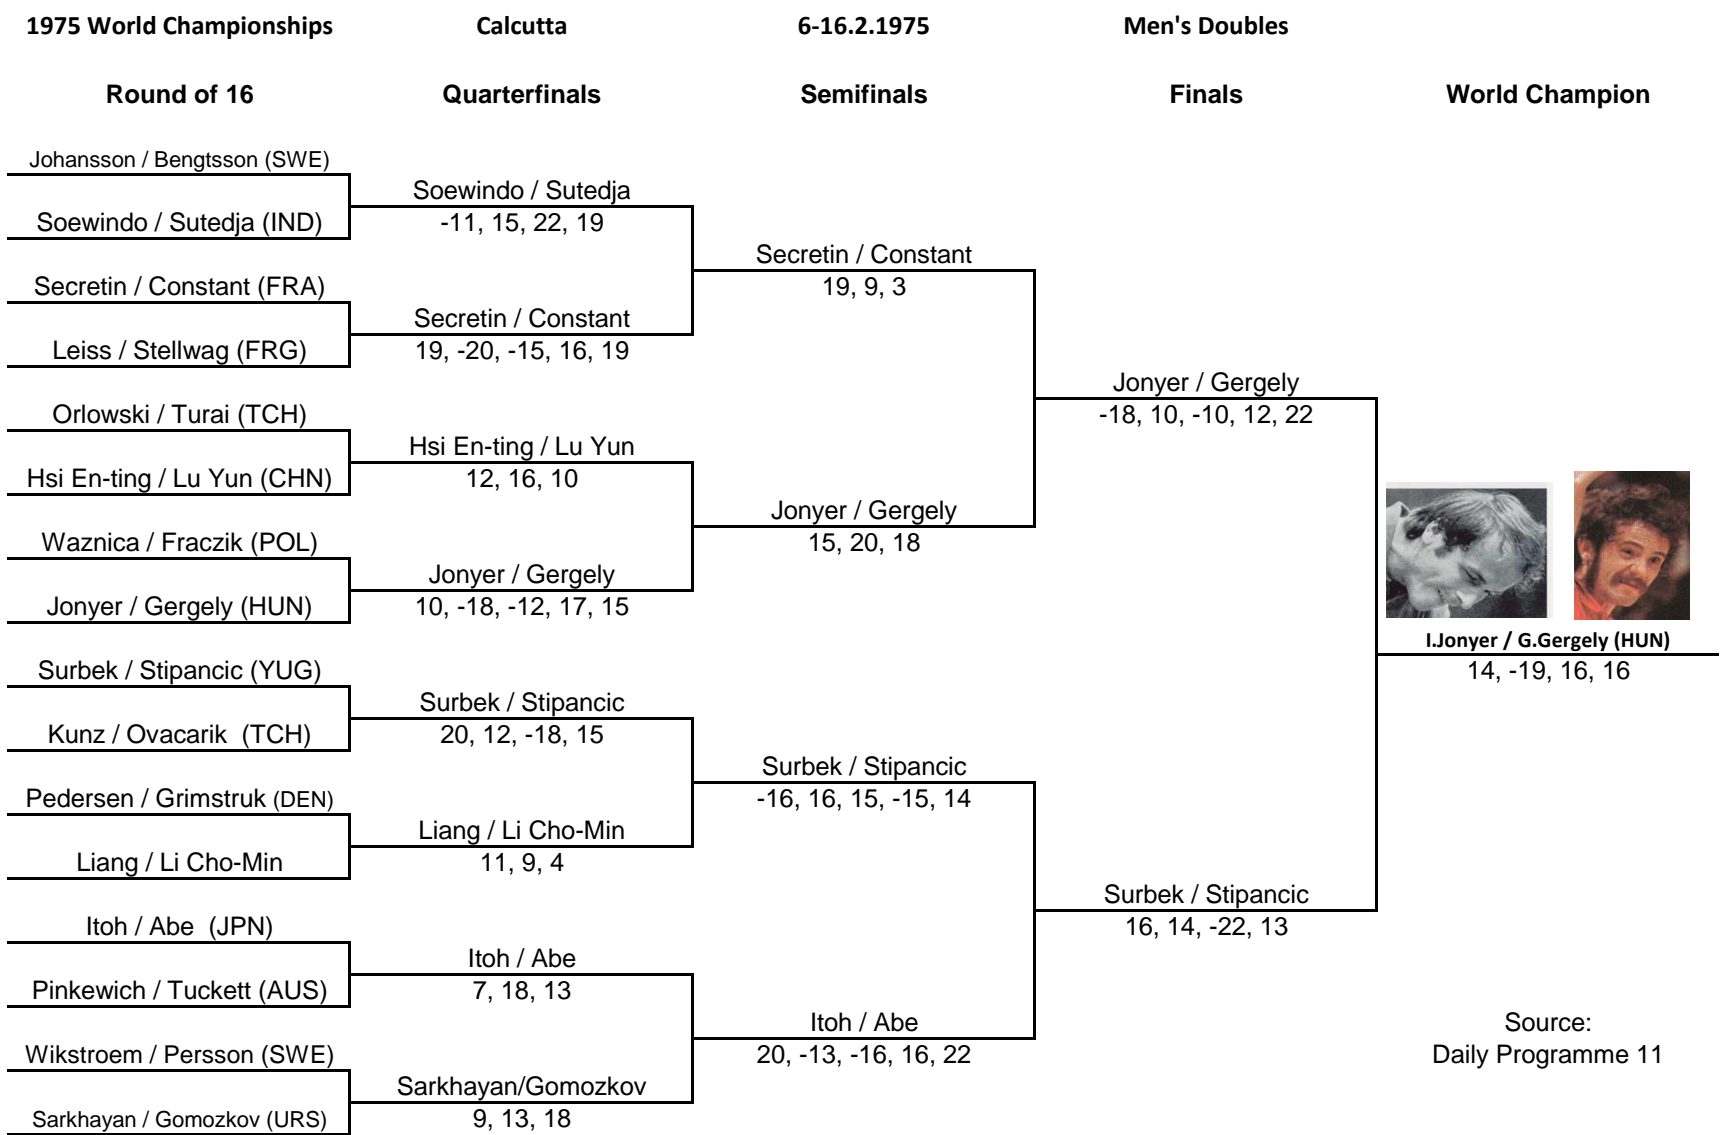 1975 World Championships Calcutta 6-16.2.1975 Men's Doubles
Round of 16 Quarterfinals Semifinals Finals World Champion
Johansson / Bengtsson (SWE)
Soewindo / Sutedja
Soewindo / Sutedja (IND)
-11, 15, 22, 19
Secretin / Constant
19, 9, 3
Secretin / Constant (FRA)
Secretin / Constant
Leiss / Stellwag (FRG)
19, -20, -15, 16, 19
Jonyer / Gergely
-18, 10, -10, 12, 22
Orlowski / Turai (TCH)
Hsi En-ting / Lu Yun
Hsi En-ting / Lu Yun (CHN)
12, 16, 10
Jonyer / Gergely
15, 20, 18
Waznica / Fraczik (POL)
Jonyer / Gergely
Jonyer / Gergely (HUN)
10, -18, -12, 17, 15
I.Jonyer / G.Gergely (HUN)
14, -19, 16, 16
Surbek / Stipancic (YUG)
Surbek / Stipancic
Kunz / Ovacarik (TCH)
20, 12, -18, 15
Surbek / Stipancic
-16, 16, 15, -15, 14
Pedersen / Grimstruk (DEN)
Liang / Li Cho-Min
Liang / Li Cho-Min
11, 9, 4
Surbek / Stipancic
16, 14, -22, 13
Itoh / Abe (JPN)
Itoh / Abe
Pinkewich / Tuckett (AUS)
7, 18, 13
Itoh / Abe
20, -13, -16, 16, 22
Wikstroem / Persson (SWE)
Sarkhayan/Gomozkov
Sarkhayan / Gomozkov (URS)
9, 13, 18
Source:
Daily Programme 11